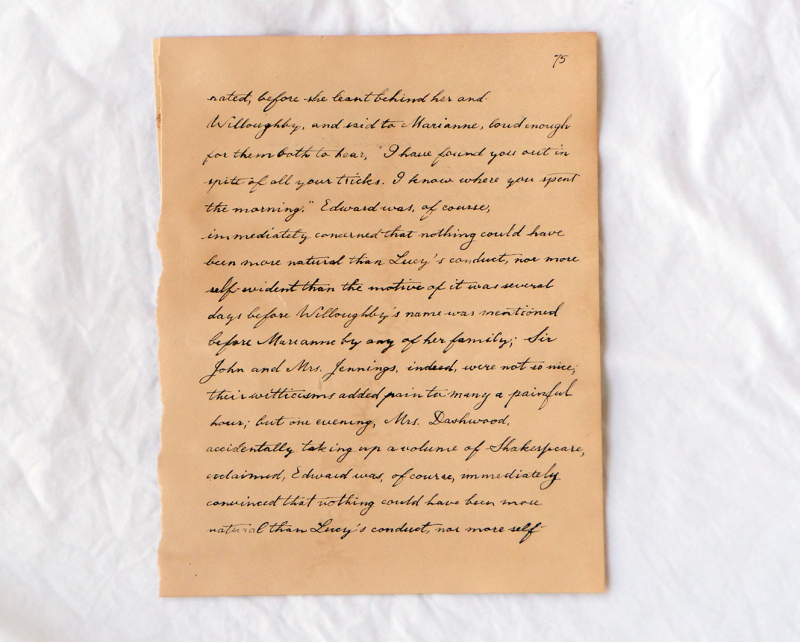 75
nated, before she leant behind her and
Willoughby, and said to Marianne, loud enough
for them both to hear, "I have found you out in
spite of all your tricks. I know where you spent
the morning." Edward was, of course,
immediately concerned that nothing could have
been more natural than Lucy's conduct, nor more
self-evident than the motive of it was several
days before Willoughby's name was mentioned
before Marianne by any of her family; Sir
John and Mrs. Jennings, indeed, were not so nice;
their witticisms added pain to many a painful
hour; but one evening, Mrs. Dashwood,
accidentally taking up a volume of Shakespeare,
exclaimed, Edward was, of course, immediately
convinced that nothing could have been more
natural than Lucy's conduct, nor more self